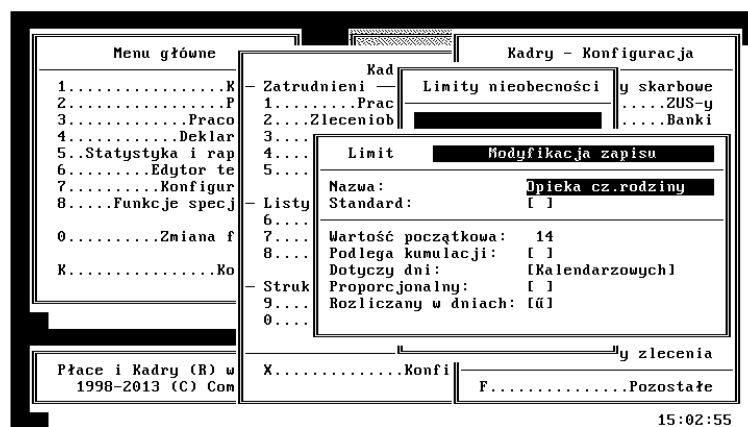 Menu główne
1................K
2................P
3............Praco
4...........Deklar
5..Statystyka i rap
6.........Edytor te
7..........Konfigur
8.....Funkcje specj
0..........Zmiana f
K..............Ko
Płace i Kadry (R) w
1998-2013 (C) Com
Kad
Zatrudnieni
1........Prac
2....Zleceniob
3....
4....
5....
Listy
6....
7....
8....
Struk
9....
0....
X..............Konfi
Kadry - Konfiguracja
y skarbowe
.....ZUS-y
....Banki
y zlecenia
F...............Pozostałe
Limity nieobecności
Limit Modyfikacja zapisu
Nazwa: Opieka cz.rodziny
Standard: [ ]
Wartość początkowa: 14
Podlega kumulacji: [ ]
Dotyczy dni: [Kalendarzowych]
Proporcjonalny: [ ]
Rozliczany w dniach: [ű]
15:02:55